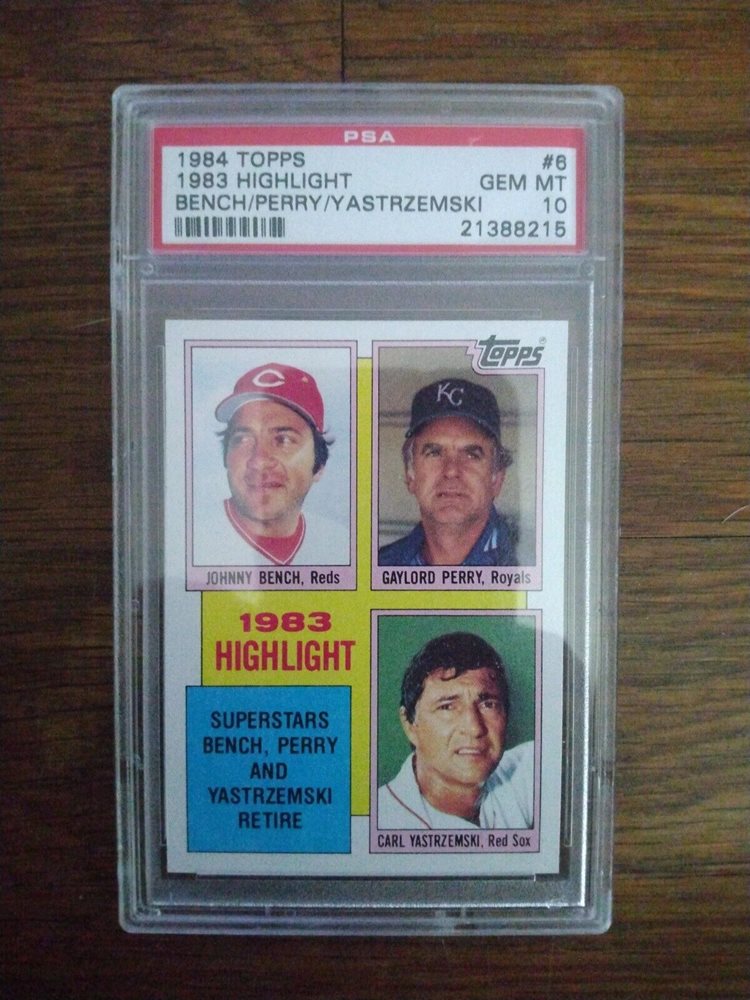 PSA
1984 TOPPS #6
1983 HIGHLIGHT GEM MT
BENCH/PERRY/YASTRZEMSKI 10
21388215
TOPPS
C
KC
JOHNNY BENCH, Reds
GAYLORD PERRY, Royals
1983
HIGHLIGHT
SUPERSTARS
BENCH, PERRY
AND
YASTRZEMSKI
RETIRE
CARL YASTRZEMSKI, Red Sox